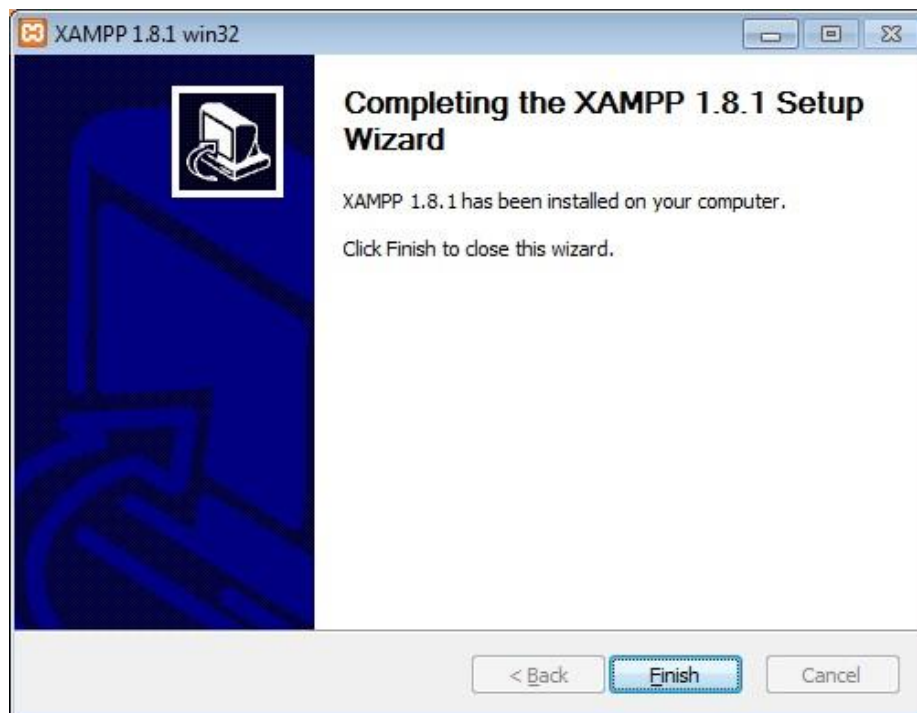 XAMPP 1.8.1 win32
Completing the XAMPP 1.8.1 Setup
Wizard
XAMPP 1.8.1 has been installed on your computer.
Click Finish to close this wizard.
< Back
Finish
Cancel